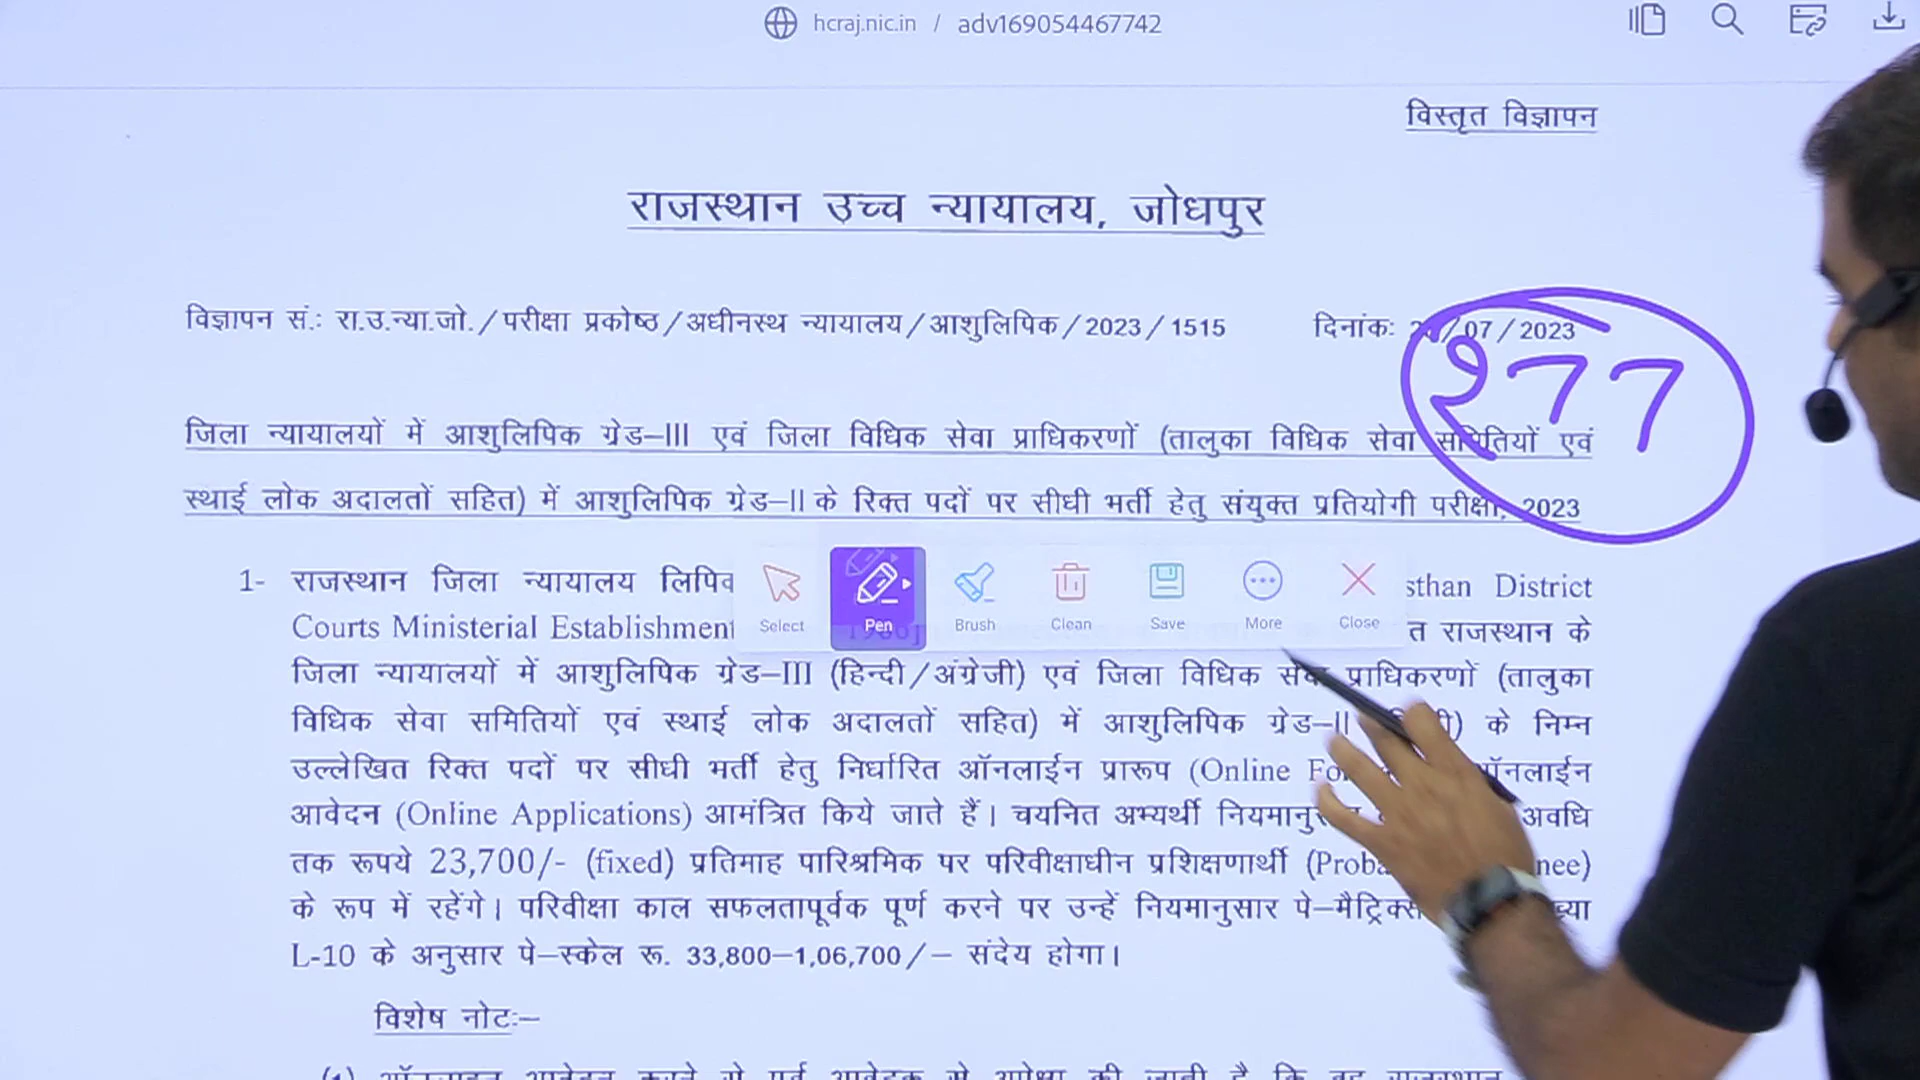 hcraj.nic.in / adv169054467742
विस्तृत विज्ञापन
राजस्थान उच्च न्यायालय, जोधपुर
विज्ञापन सं.: रा.उ.न्या.जो./परीक्षा प्रकोष्ठ/अधीनस्थ न्यायालय/आशुलिपिक/2023/1515 दिनांक: /07/2023
277
जिला न्यायालयों में आशुलिपिक ग्रेड–III एवं जिला विधिक सेवा प्राधिकरणों (तालुका विधिक सेवा समितियों एवं
स्थाई लोक अदालतों सहित) में आशुलिपिक ग्रेड–II के रिक्त पदों पर सीधी भर्ती हेतु संयुक्त प्रतियोगी परीक्षा, 2023
1- राजस्थान जिला न्यायालय sthan District
Courts Ministerial Establishment त राजस्थान के
Select Pen Brush Clean Save More Close
जिला न्यायालयों में आशुलिपिक ग्रेड–III (हिन्दी/अंग्रेजी) एवं जिला विधिक सेवा प्राधिकरणों (तालुका
विधिक सेवा समितियों एवं स्थाई लोक अदालतों सहित) में आशुलिपिक ग्रेड–II के निम्न
उल्लेखित रिक्त पदों पर सीधी भर्ती हेतु निर्धारित ऑनलाईन प्रारूप (Online ऑनलाईन
आवेदन (Online Applications) आमंत्रित किये जाते हैं। चयनित अभ्यर्थी अवधि
तक रूपये 23,700/- (fixed) प्रतिमाह पारिश्रमिक पर परिवीक्षाधीन प्रशिक्षणार्थी (Proba nee)
के रूप में रहेंगे। परिवीक्षा काल सफलतापूर्वक पूर्ण करने पर उन्हें नियमानुसार पे–मैट्रिक्स
L-10 के अनुसार पे–स्केल रू. 33,800–1,06,700/– संदेय होगा।
विशेष नोटः–